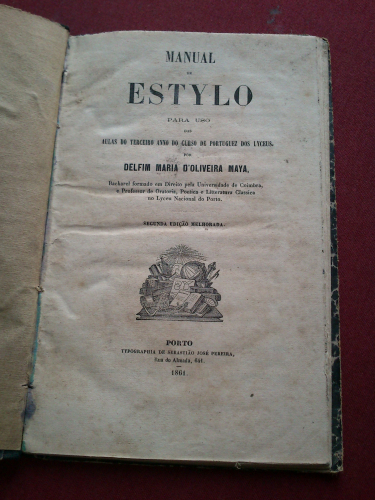 MANUAL
DE
ESTYLO
PARA USO
DAS
AULAS DO TERCEIRO ANNO DO CURSO DE PORTUGUEZ DOS LYCEUS,
POR
DELFIM MARIA D'OLIVEIRA MAYA,
Bacharel formado em Direito pela Universidade de Coimbra,
e Professor de Oratoria, Poetica e Litteratura Classica
no Lyceu Nacional do Porto.
SEGUNDA EDIÇÃO MELHORADA.
PORTO
TYPOGRAPHIA DE SEBASTIÃO JOSÉ PEREIRA,
Rua do Almada, 641.
1861